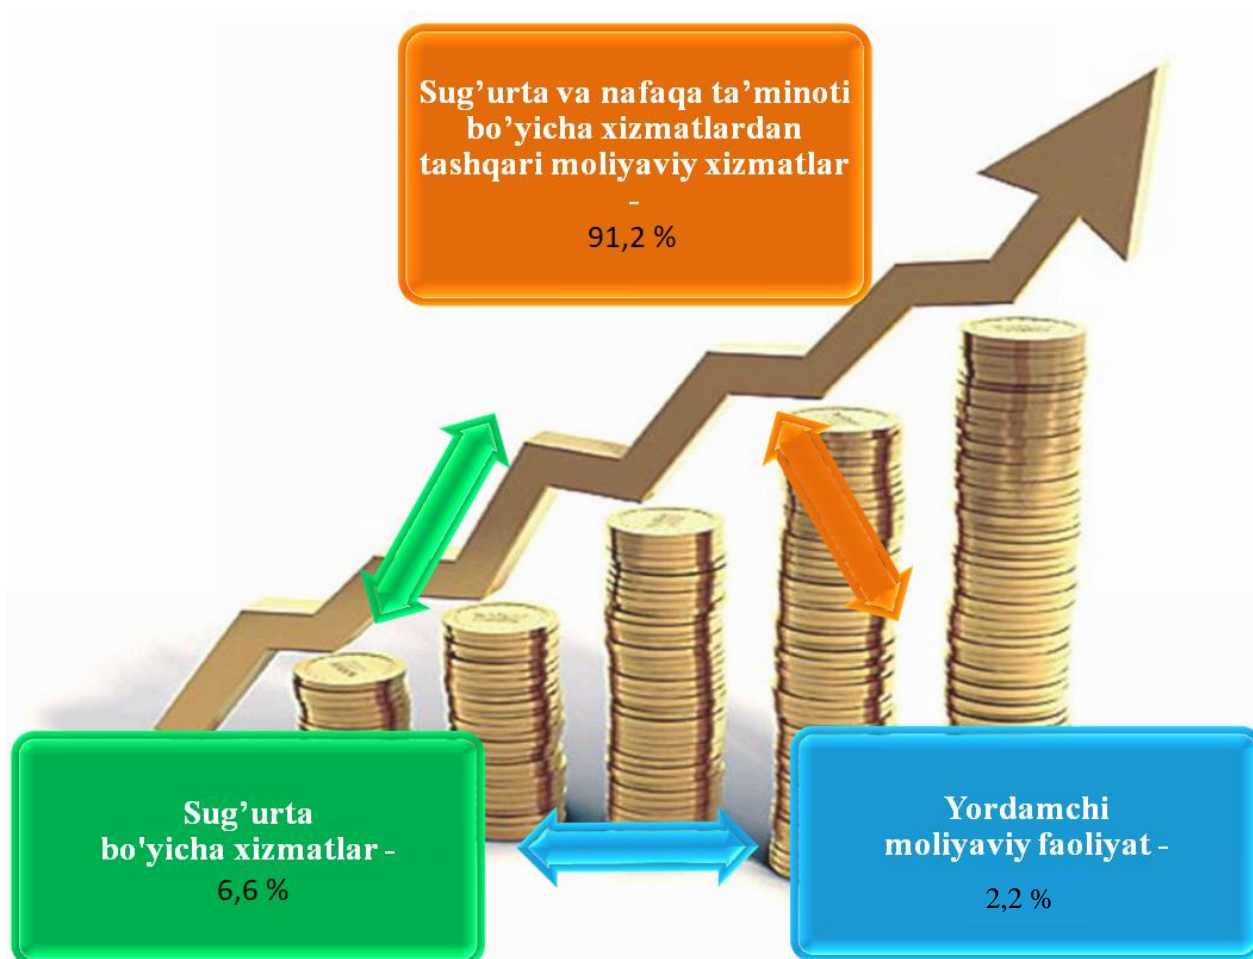 Sug’urta va nafaqa ta’minoti
bo’yicha xizmatlardan
tashqari moliyaviy xizmatlar
-
91,2 %
Sug’urta
bo'yicha xizmatlar -
6,6 %
Yordamchi
moliyaviy faoliyat -
2,2 %